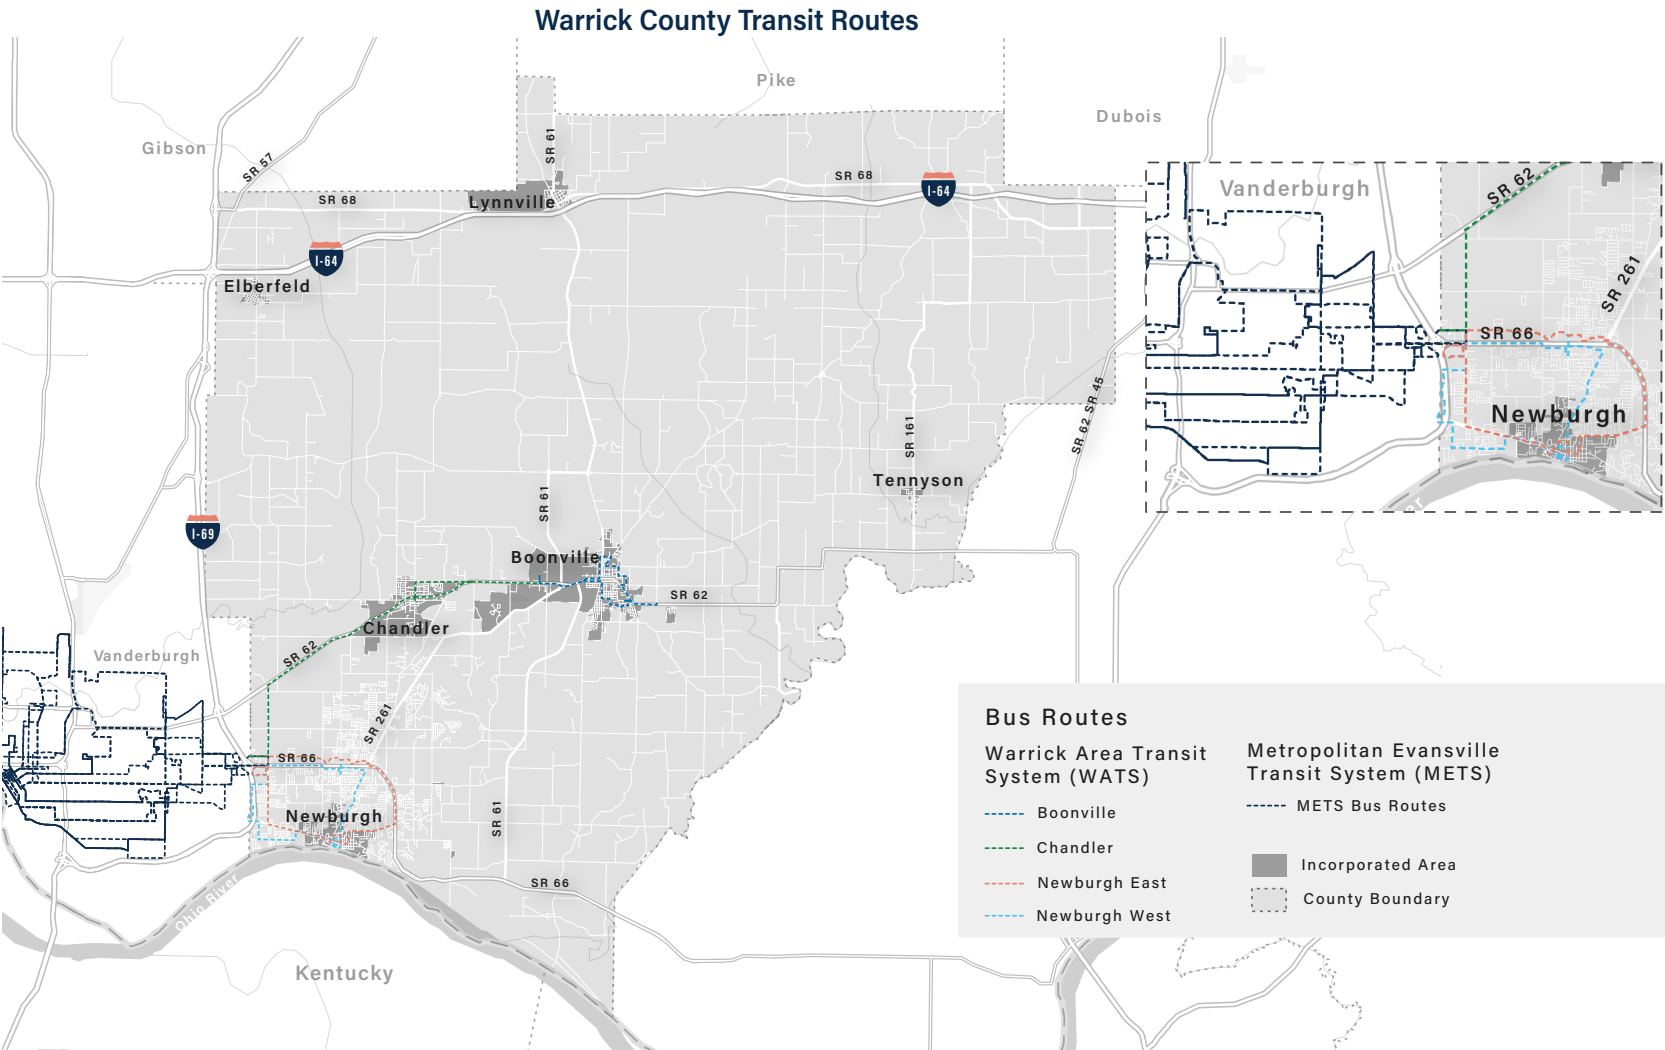 Warrick County Transit Routes
Pike
Dubois
Gibson
SR 57
SR 61
SR 68
SR 68
I-64
Lynnville
I-64
Elberfeld
Vanderburgh
SR 62
SR 261
SR 66
Newburgh
er
SR 62 SR 45
SR 161
Tennyson
SR 61
I-69
Boonville
SR 62
Chandler
SR 62
Vanderburgh
SR 261
SR 66
Newburgh
SR 61
SR 66
Ohio River
Kentucky
Bus Routes
Warrick Area Transit
System (WATS)
Boonville
Chandler
Newburgh East
Newburgh West
Metropolitan Evansville
Transit System (METS)
METS Bus Routes
Incorporated Area
County Boundary